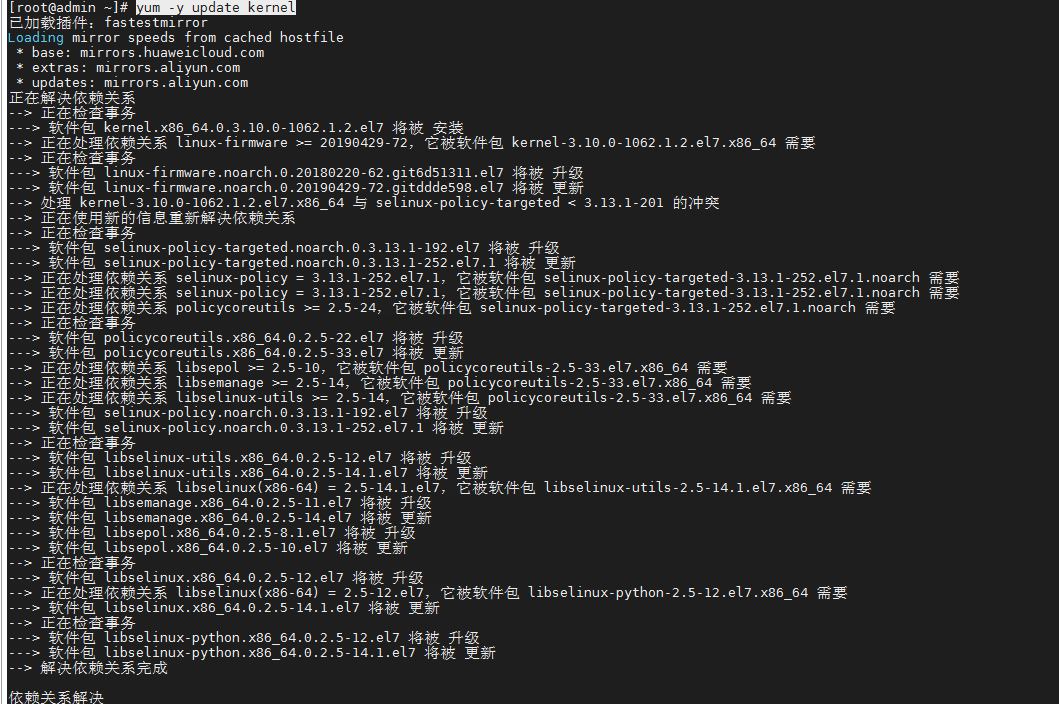 [root@admin ~]# yum -y update kernel
已加载插件：fastestmirror
Loading mirror speeds from cached hostfile
 * base: mirrors.huaweicloud.com
 * extras: mirrors.aliyun.com
 * updates: mirrors.aliyun.com
正在解决依赖关系
--> 正在检查事务
---> 软件包 kernel.x86_64.0.3.10.0-1062.1.2.el7 将被 安装
--> 正在处理依赖关系 linux-firmware >= 20190429-72，它被软件包 kernel-3.10.0-1062.1.2.el7.x86_64 需要
--> 正在检查事务
---> 软件包 linux-firmware.noarch.0.20180220-62.git6d51311.el7 将被 升级
---> 软件包 linux-firmware.noarch.0.20190429-72.gitddde598.el7 将被 更新
--> 处理 kernel-3.10.0-1062.1.2.el7.x86_64 与 selinux-policy-targeted < 3.13.1-201 的冲突
--> 正在使用新的信息重新解决依赖关系
--> 正在检查事务
---> 软件包 selinux-policy-targeted.noarch.0.3.13.1-192.el7 将被 升级
---> 软件包 selinux-policy-targeted.noarch.0.3.13.1-252.el7.1 将被 更新
--> 正在处理依赖关系 selinux-policy = 3.13.1-252.el7.1，它被软件包 selinux-policy-targeted-3.13.1-252.el7.1.noarch 需要
--> 正在处理依赖关系 selinux-policy = 3.13.1-252.el7.1，它被软件包 selinux-policy-targeted-3.13.1-252.el7.1.noarch 需要
--> 正在处理依赖关系 policycoreutils >= 2.5-24，它被软件包 selinux-policy-targeted-3.13.1-252.el7.1.noarch 需要
--> 正在检查事务
---> 软件包 policycoreutils.x86_64.0.2.5-22.el7 将被 升级
---> 软件包 policycoreutils.x86_64.0.2.5-33.el7 将被 更新
--> 正在处理依赖关系 libsepol >= 2.5-10，它被软件包 policycoreutils-2.5-33.el7.x86_64 需要
--> 正在处理依赖关系 libsemanage >= 2.5-14，它被软件包 policycoreutils-2.5-33.el7.x86_64 需要
--> 正在处理依赖关系 libselinux-utils >= 2.5-14，它被软件包 policycoreutils-2.5-33.el7.x86_64 需要
---> 软件包 selinux-policy.noarch.0.3.13.1-192.el7 将被 升级
---> 软件包 selinux-policy.noarch.0.3.13.1-252.el7.1 将被 更新
--> 正在检查事务
---> 软件包 libselinux-utils.x86_64.0.2.5-12.el7 将被 升级
---> 软件包 libselinux-utils.x86_64.0.2.5-14.1.el7 将被 更新
--> 正在处理依赖关系 libselinux(x86-64) = 2.5-14.1.el7，它被软件包 libselinux-utils-2.5-14.1.el7.x86_64 需要
---> 软件包 libsemanage.x86_64.0.2.5-11.el7 将被 升级
---> 软件包 libsemanage.x86_64.0.2.5-14.el7 将被 更新
---> 软件包 libsepol.x86_64.0.2.5-8.1.el7 将被 升级
---> 软件包 libsepol.x86_64.0.2.5-10.el7 将被 更新
--> 正在检查事务
---> 软件包 libselinux.x86_64.0.2.5-12.el7 将被 升级
--> 正在处理依赖关系 libselinux(x86-64) = 2.5-12.el7，它被软件包 libselinux-python-2.5-12.el7.x86_64 需要
---> 软件包 libselinux.x86_64.0.2.5-14.1.el7 将被 更新
--> 正在检查事务
---> 软件包 libselinux-python.x86_64.0.2.5-12.el7 将被 升级
---> 软件包 libselinux-python.x86_64.0.2.5-14.1.el7 将被 更新
--> 解决依赖关系完成
依赖关系解决